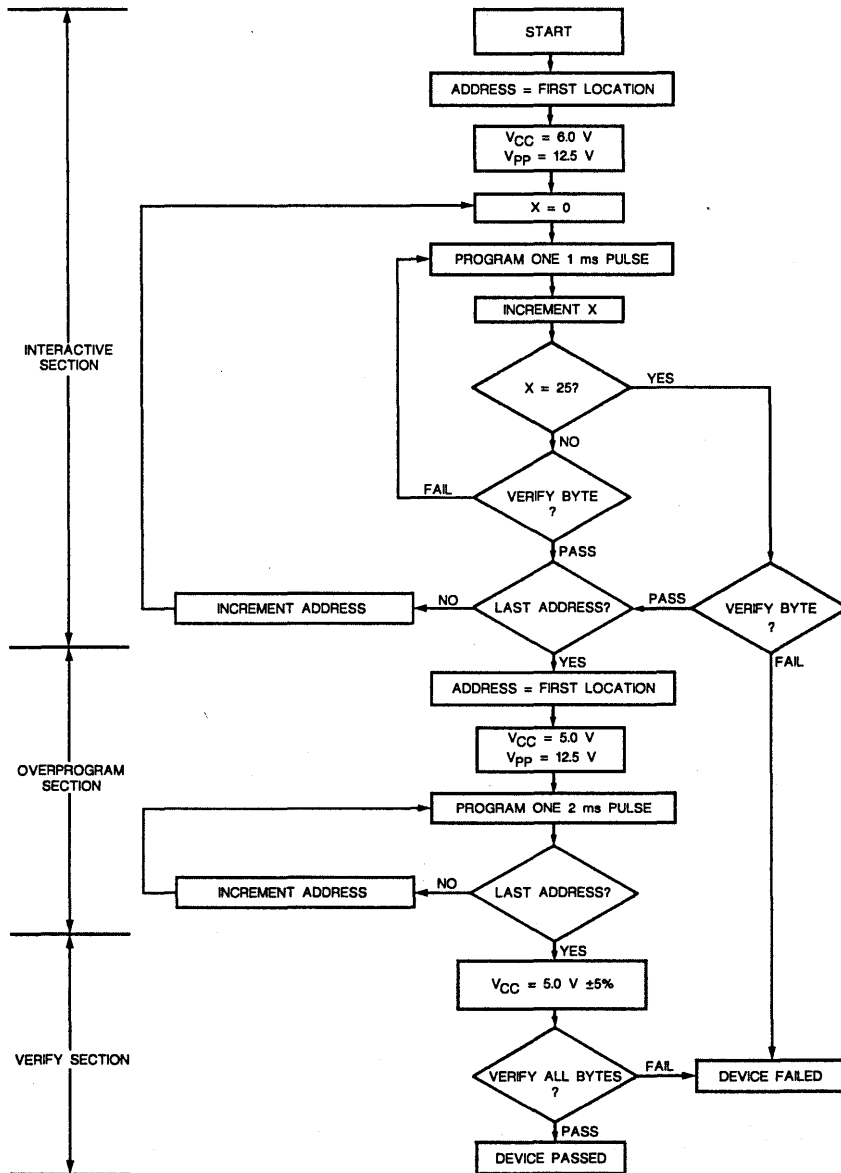 START
ADDRESS = FIRST LOCATION
VCC = 6.0 V
VPP = 12.5 V
X = 0
PROGRAM ONE 1 ms PULSE
INCREMENT X
INTERACTIVE
SECTION
X = 25?
YES
NO
FAIL
VERIFY BYTE
?
PASS
INCREMENT ADDRESS
NO
LAST ADDRESS?
PASS
VERIFY BYTE
?
YES
FAIL
ADDRESS = FIRST LOCATION
VCC = 5.0 V
VPP = 12.5 V
OVERPROGRAM
SECTION
PROGRAM ONE 2 ms PULSE
INCREMENT ADDRESS
NO
LAST ADDRESS?
YES
VCC = 5.0 V ±5%
VERIFY SECTION
VERIFY ALL BYTES
?
FAIL
DEVICE FAILED
PASS
DEVICE PASSED